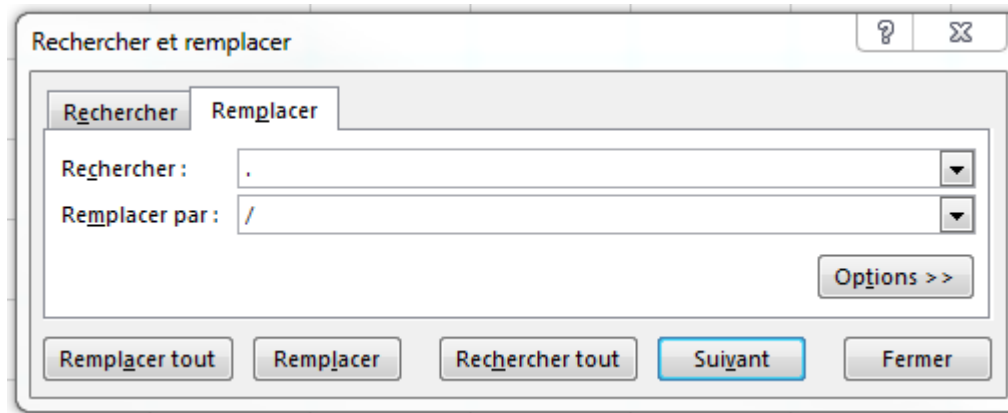 Rechercher et remplacer
Rechercher Remplacer
Rechercher : .
Remplacer par : /
Options >>
Remplacer tout Remplacer Rechercher tout Suivant Fermer